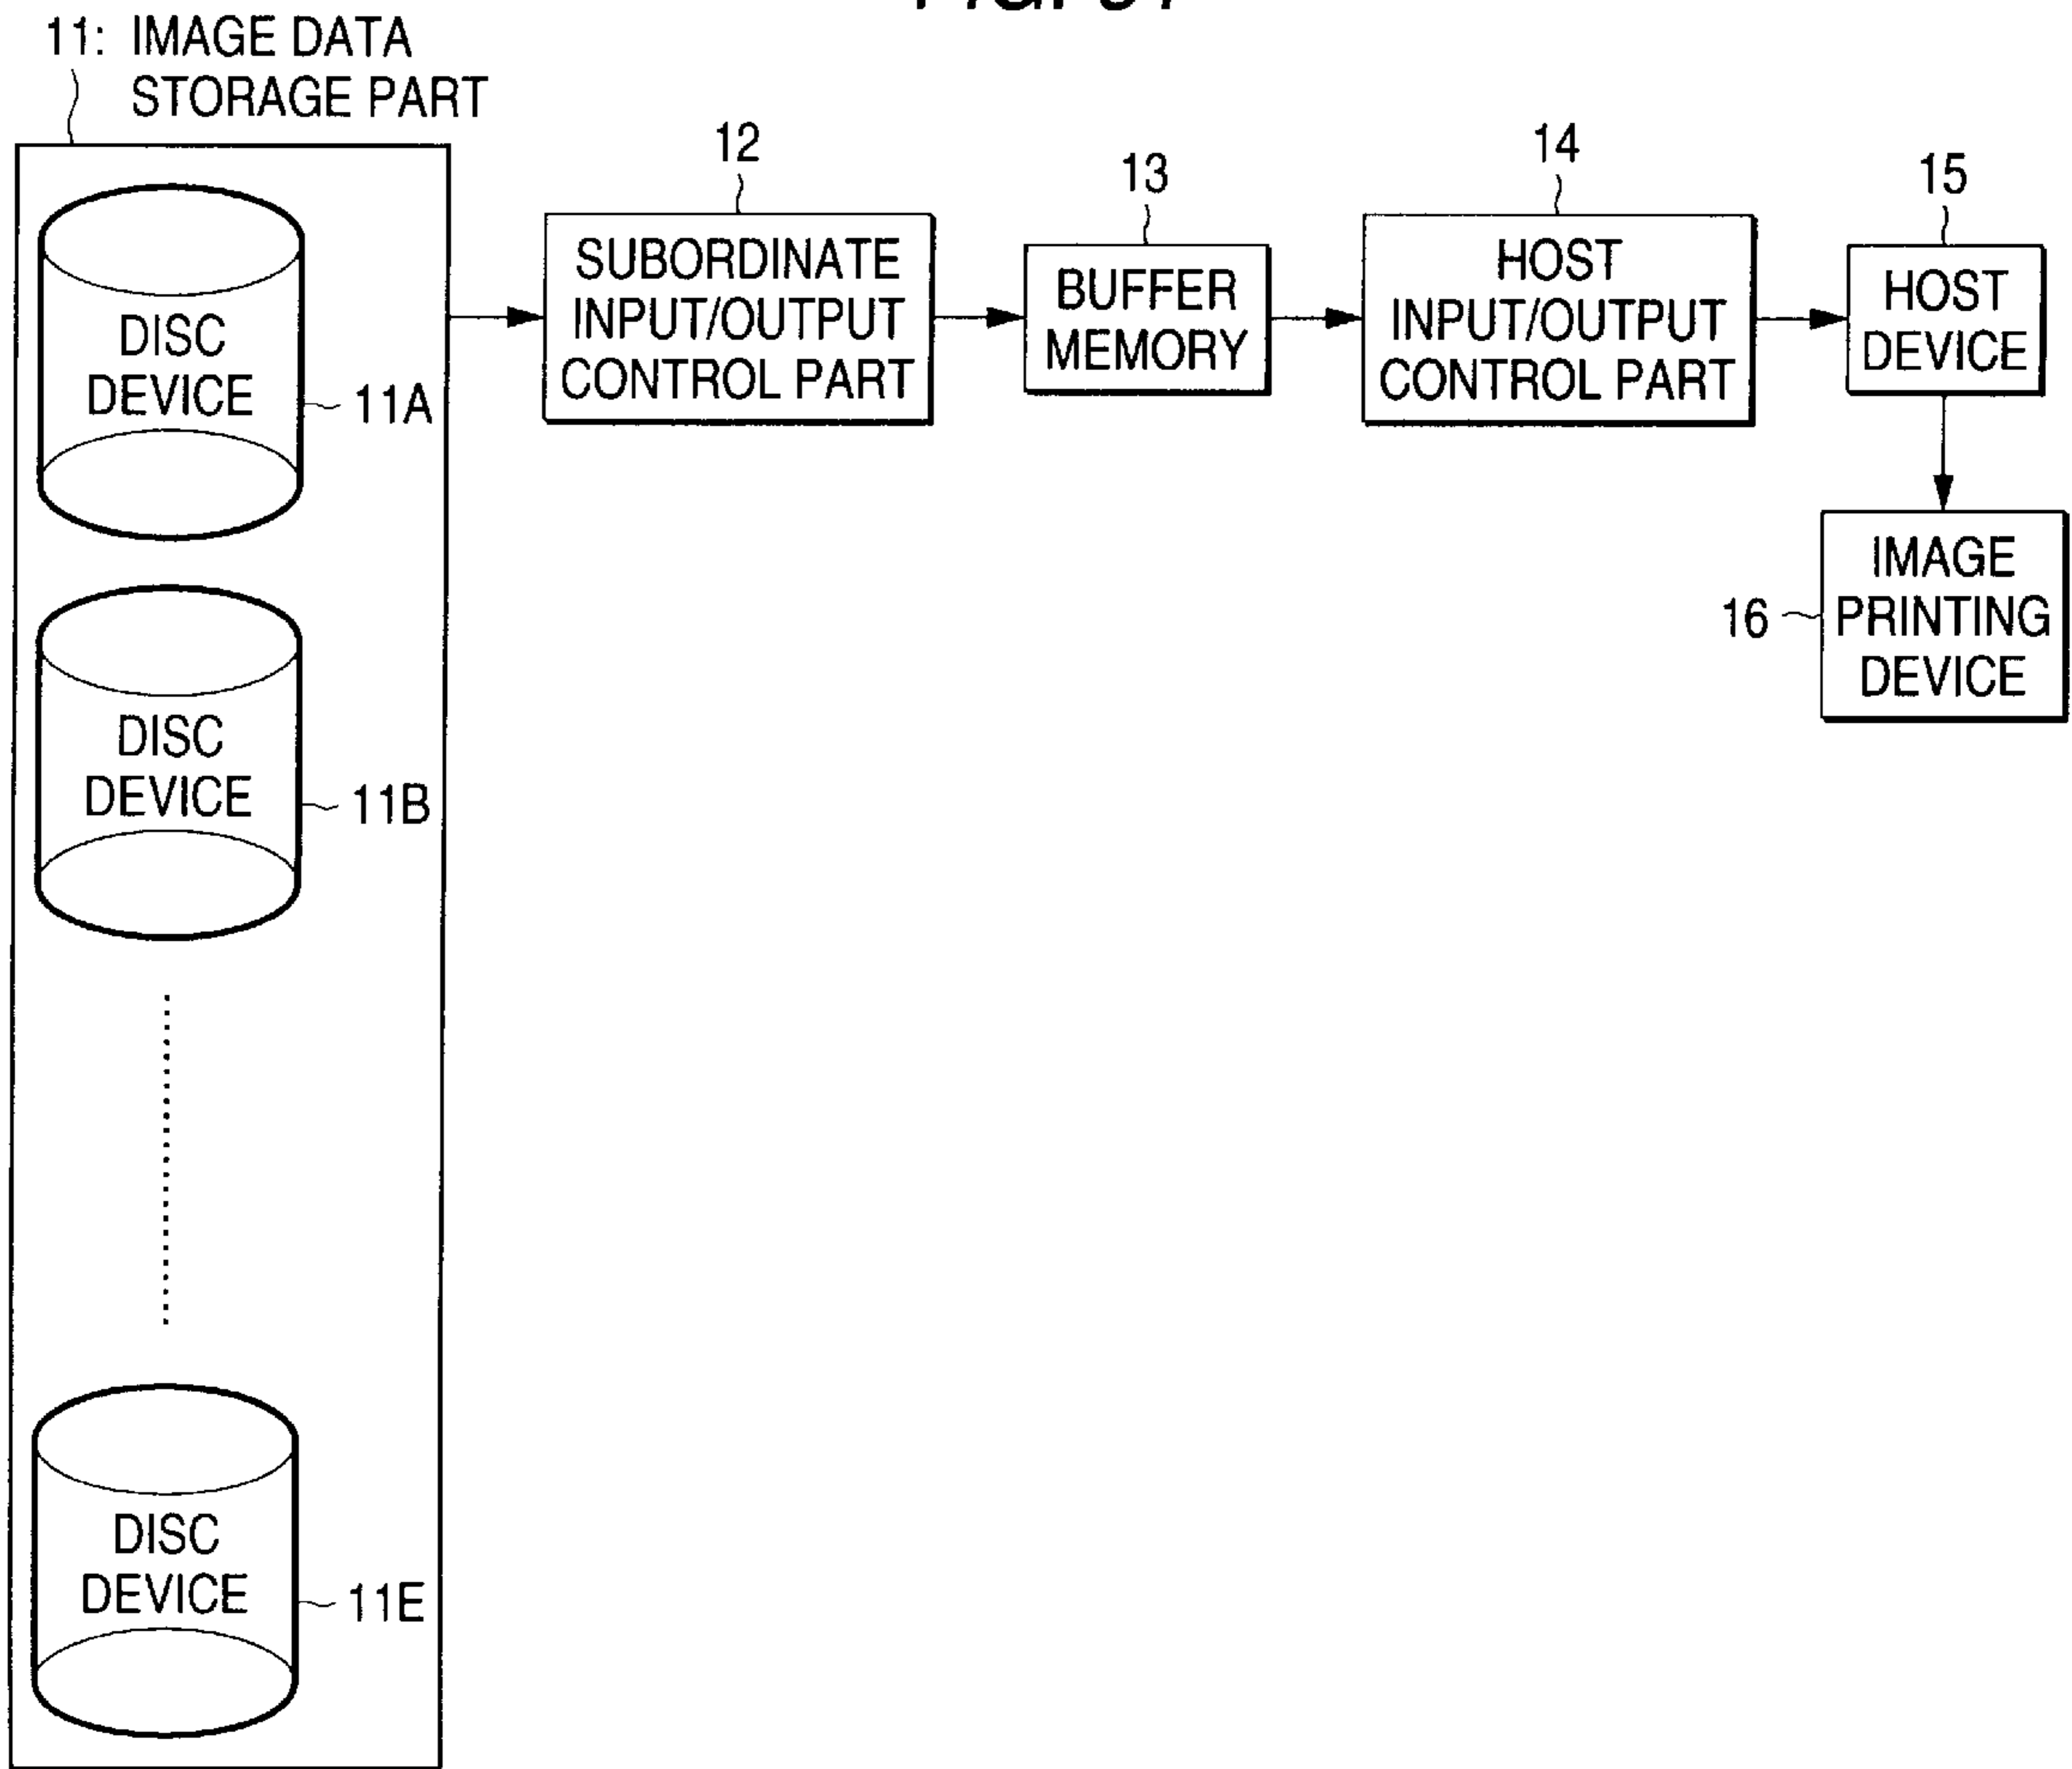 11: IMAGE DATA
STORAGE PART
12
13
14
15
DISC
DEVICE
11A
SUBORDINATE
INPUT/OUTPUT
CONTROL PART
BUFFER
MEMORY
HOST
INPUT/OUTPUT
CONTROL PART
HOST
DEVICE
IMAGE
PRINTING
DEVICE
16
DISC
DEVICE
11B
DISC
DEVICE
11E